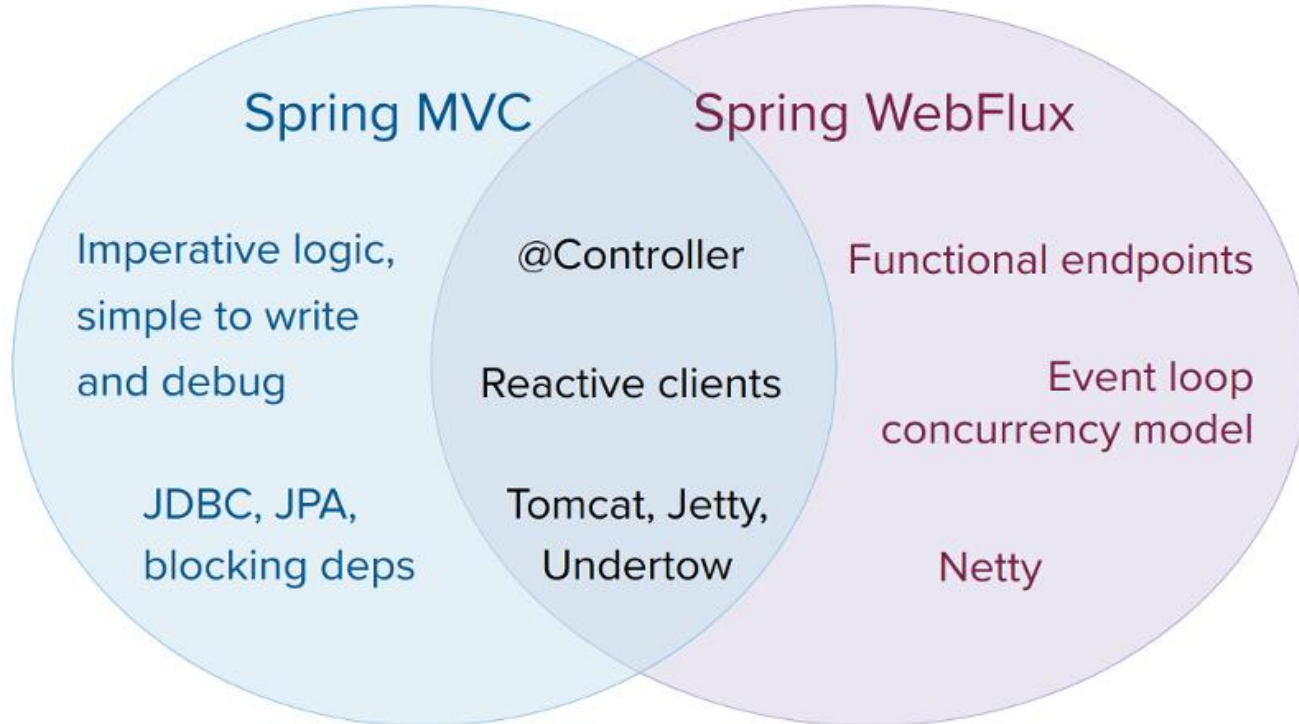 Spring MVC
Spring WebFlux
Imperative logic,
simple to write
and debug
JDBC, JPA,
blocking deps
@Controller
Reactive clients
Tomcat, Jetty,
Undertow
Functional endpoints
Event loop
concurrency model
Netty